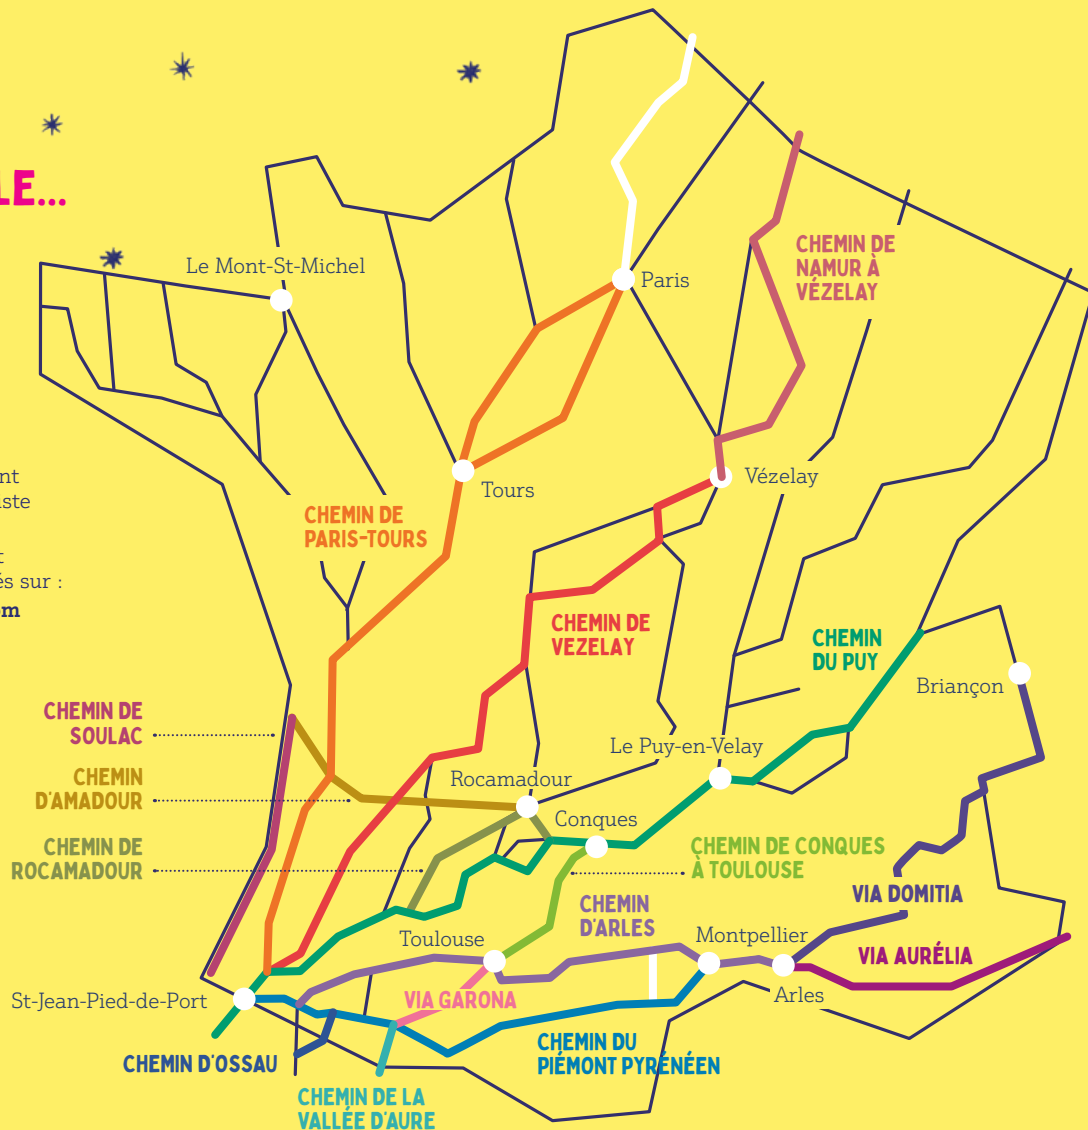 LE...
Le Mont-St-Michel
CHEMIN DE
NAMUR À
VÉZELAY
Paris
Tours
Vézelay
CHEMIN DE
PARIS-TOURS
CHEMIN DE
VEZELAY
CHEMIN
DU PUY
Briançon
CHEMIN DE
SOULAC
CHEMIN
D'AMADOUR
CHEMIN DE
ROCAMADOUR
Le Puy-en-Velay
Rocamadour
Conques
CHEMIN DE CONQUES
À TOULOUSE
CHEMIN
D'ARLES
VIA DOMITIA
Toulouse
Montpellier
VIA AURÉLIA
St-Jean-Pied-de-Port
VIA GARONA
Arles
CHEMIN D'OSSAU
CHEMIN DU
PIÉMONT PYRÉNÉEN
CHEMIN DE LA
VALLÉE D'AURE
sur :